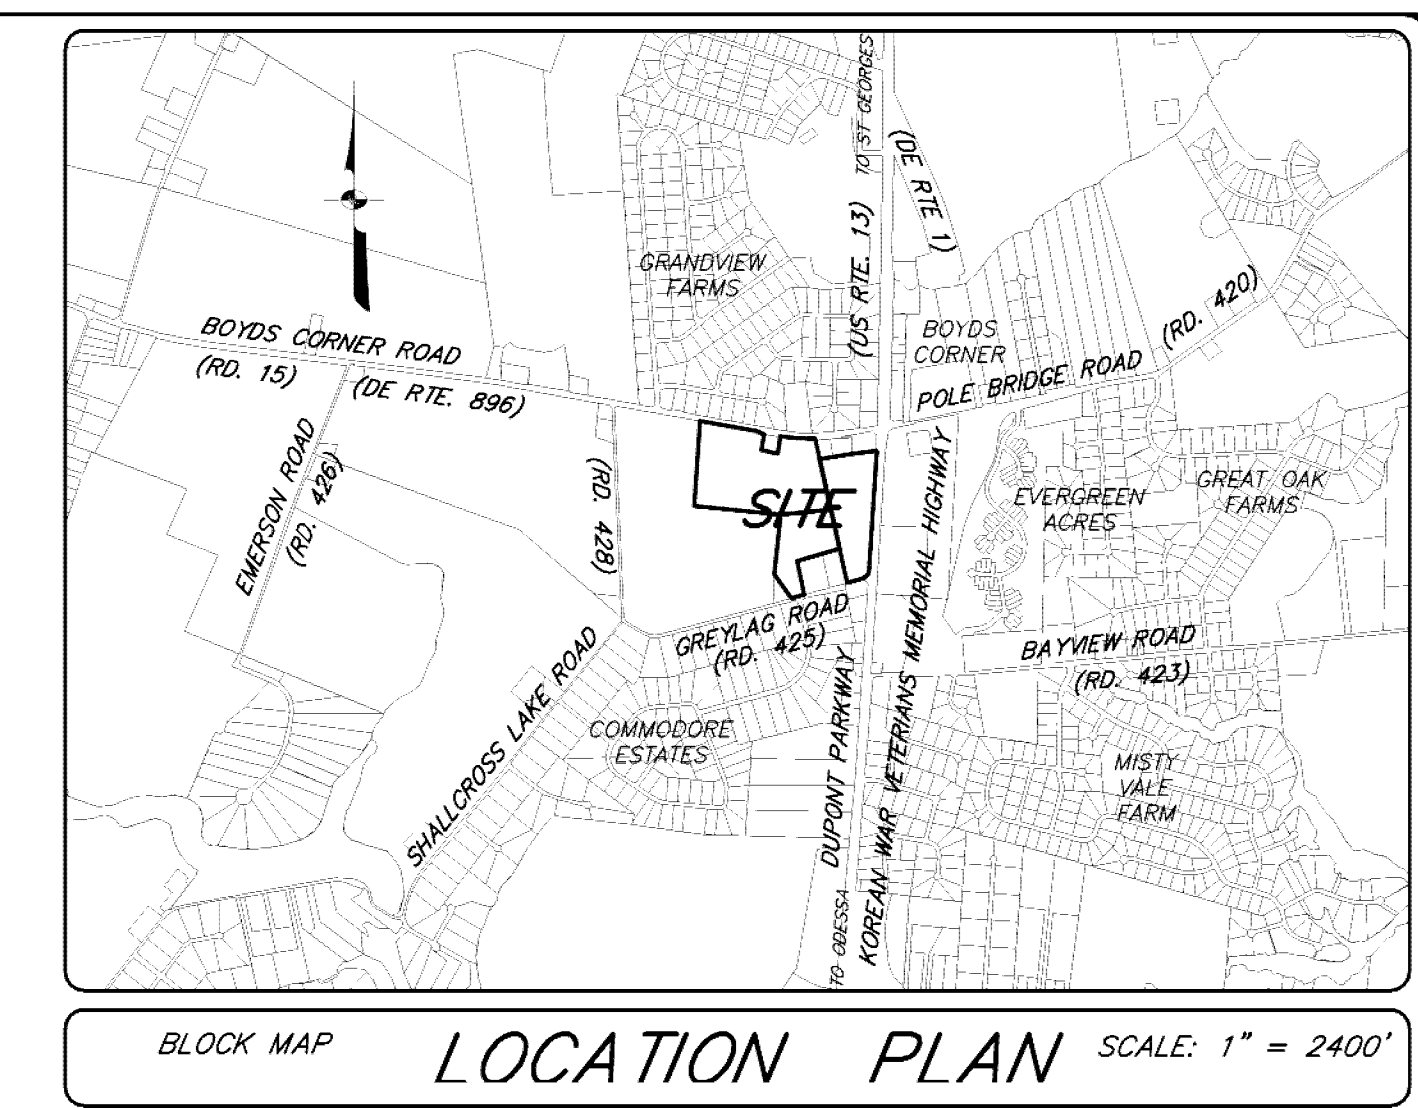 TO ST GEORGES
(DE RTE 1)
(US RTE. 13)
GRANDVIEW
FARMS
BOYDS CORNER ROAD
(RD. 15)
(DE RTE. 896)
BOYDS
CORNER
(RD. 420)
POLE BRIDGE ROAD
EMERSON ROAD
(RD. 426)
(RD. 428)
SITE
KOREAN WAR VETERIANS MEMORIAL HIGHWAY
EVERGREEN
ACRES
GREAT OAK
FARMS
GREYLAG ROAD
(RD. 425)
BAYVIEW ROAD
(RD. 423)
SHALLCROSS LAKE ROAD
COMMODORE
ESTATES
DUPONT PARKWAY
MISTY
VALE
FARM
TO ODESSA
BLOCK MAP
LOCATION PLAN
SCALE: 1" = 2400'